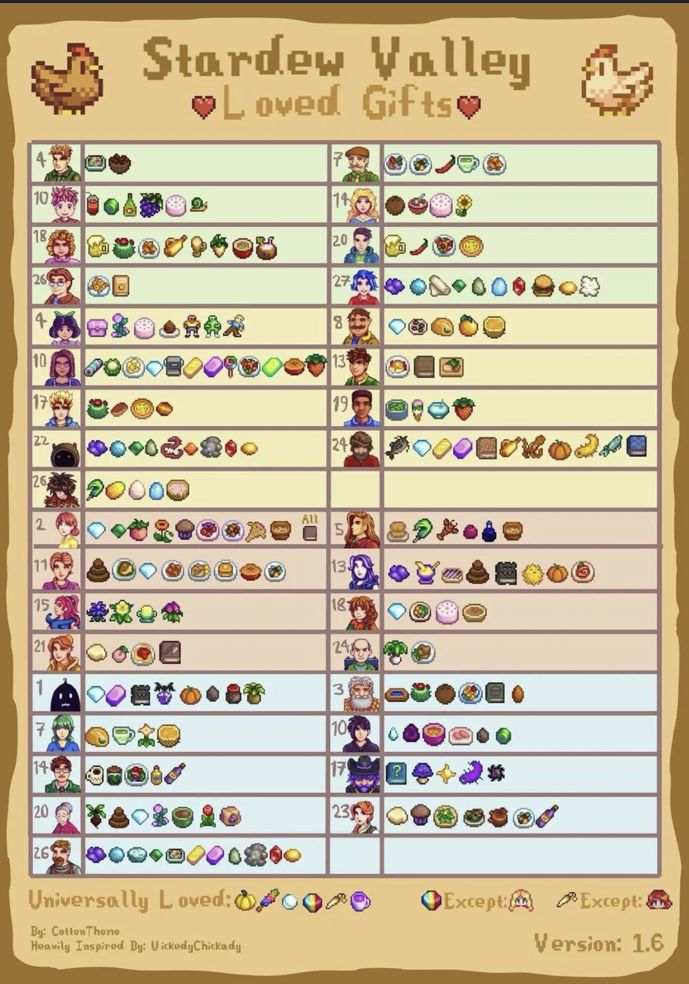 Stardew Valley
Loved Gifts
4 7
10 14
18 20
26 27
4 8
10 13
17 19
22 24
26
2 All 5
11 13
15 18
21 24
1 3
7 10
14 17
20 23
26
Universally Loved: Except: Except:
By: CottonThomo
Heavily Inspired By: WickedyChickady
Version: 1.6